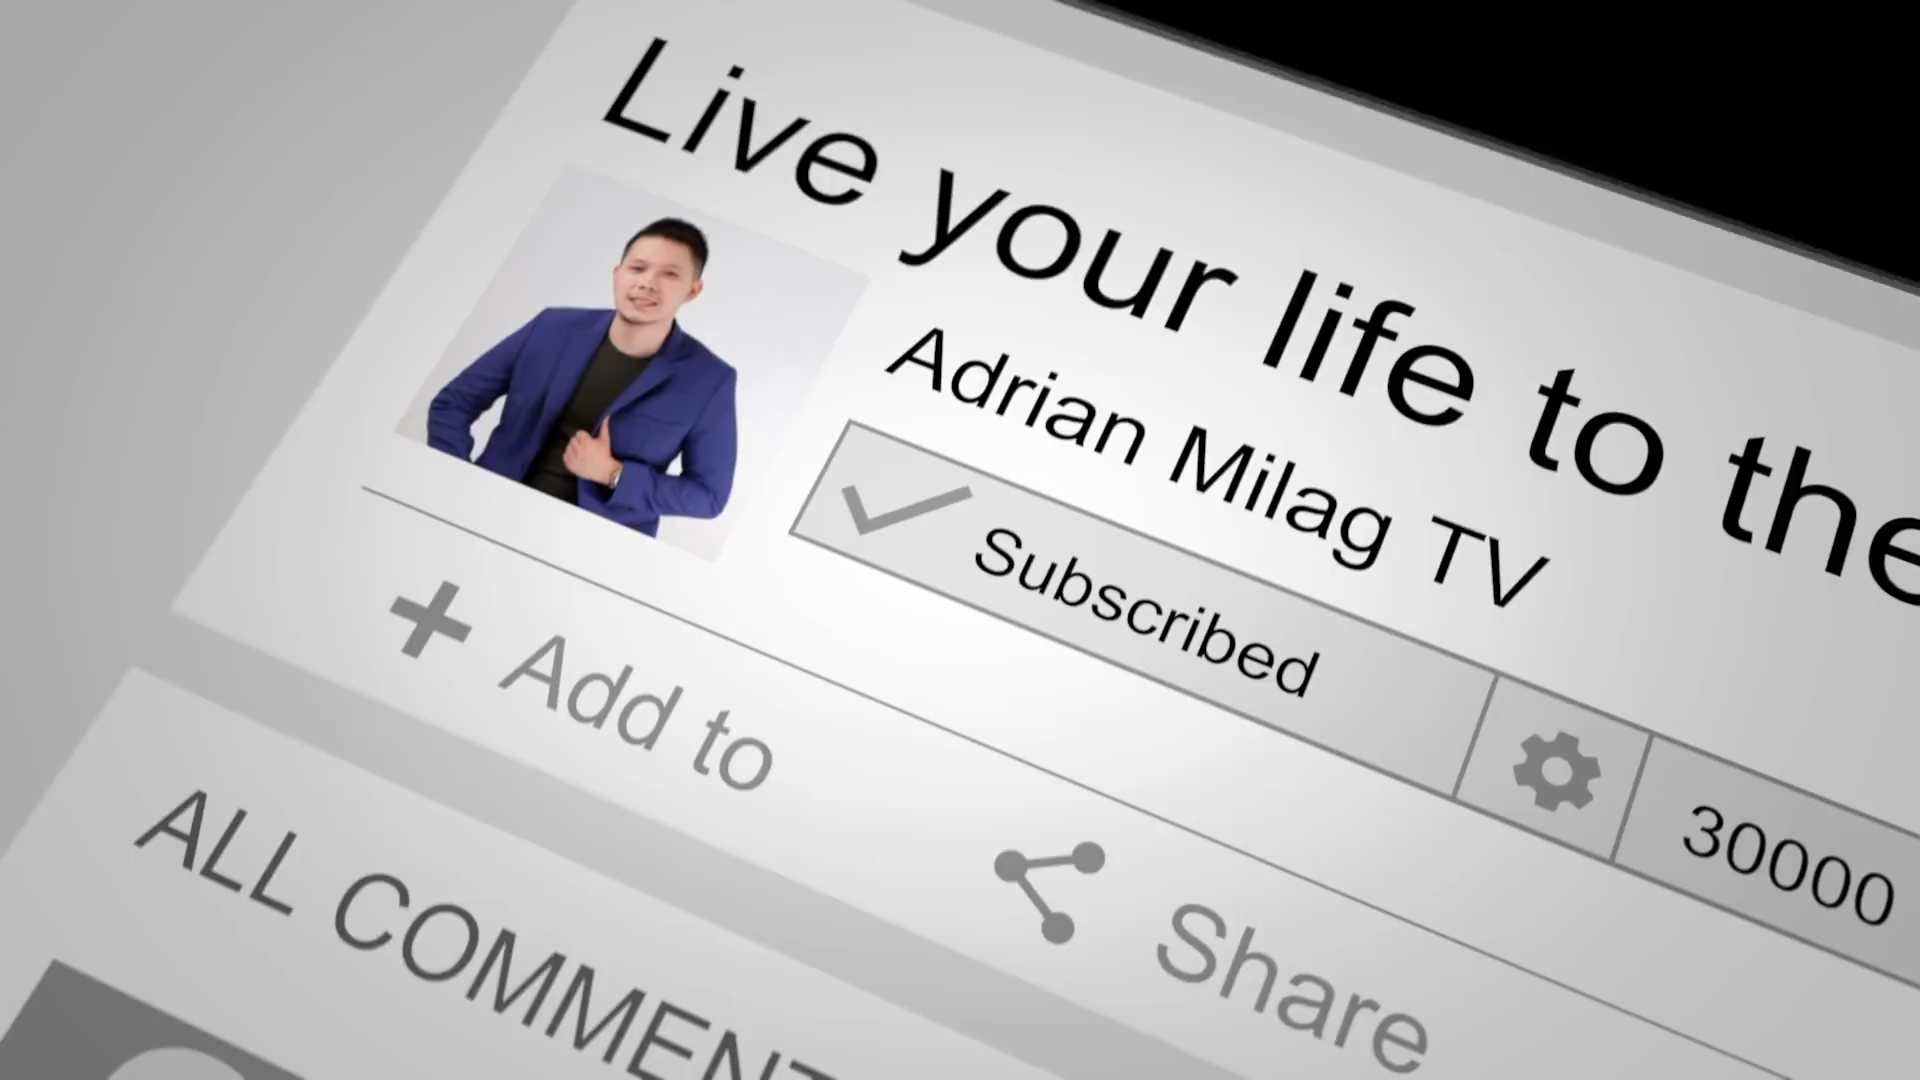 Live your life to the
Adrian Milag TV
Subscribed
30000
Add to
Share
ALL COMMENT